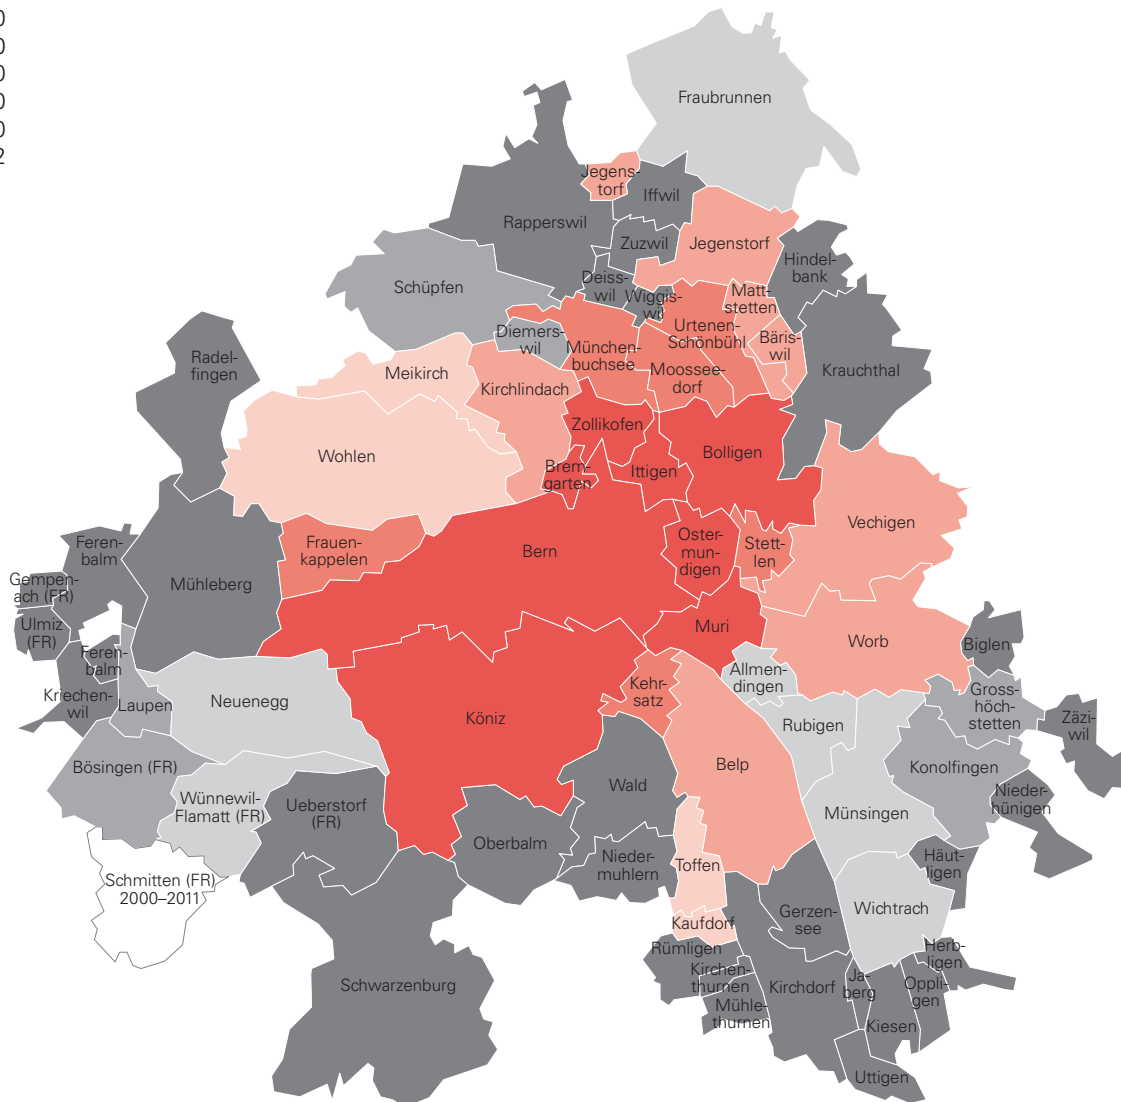 0
0
0
0
0
2
Fraubrunnen
Jegens-
torf
Iffwil
Rapperswil
Zuzwil
Jegenstorf
Hindel-
bank
Deiss-
wil
Wiggis-
wil
Matt-
stetten
Schüpfen
Diemers-
wil
München-
buchsee
Urtenen-
Schönbühl
Bäris-
wil
Radel-
fingen
Meikirch
Kirchlindach
Moossee-
dorf
Krauchthal
Zollikofen
Bolligen
Wohlen
Brem-
garten
Ittigen
Vechigen
Feren-
balm
Frauen-
kappelen
Bern
Oster-
mun-
digen
Stett-
len
Gempen-
ach (FR)
Mühleberg
Ulmiz
(FR)
Muri
Worb
Biglen
Feren-
balm
Allmen-
dingen
Kriechen-
wil
Laupen
Neuenegg
Köniz
Kehr-
satz
Rubigen
Gross-
höch-
stetten
Zäzi-
wil
Bösingen (FR)
Belp
Konolfingen
Wünnewil-
Flamatt (FR)
Ueberstorf
(FR)
Wald
Münsingen
Nieder-
hünigen
Oberbalm
Nieder-
muhlern
Toffen
Häut-
ligen
Schmitten (FR)
2000–2011
Kaufdorf
Gerzen-
see
Wichtrach
Rümligen
Herb-
ligen
Schwarzenburg
Kirchen-
thurnen
Kirchdorf
Ja-
berg
Oppli-
gen
Mühle-
thurnen
Kiesen
Uttigen